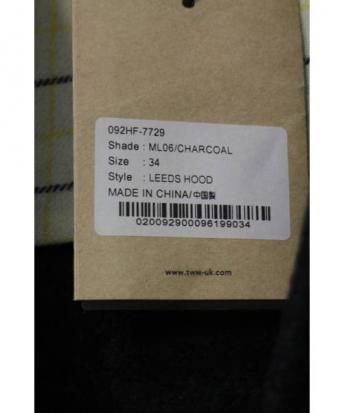 092HF-7729
Shade : ML06/CHARCOAL
Size : 34
Style : LEEDS HOOD
MADE IN CHINA/中国製
020092900096199034
www.tww-uk.com